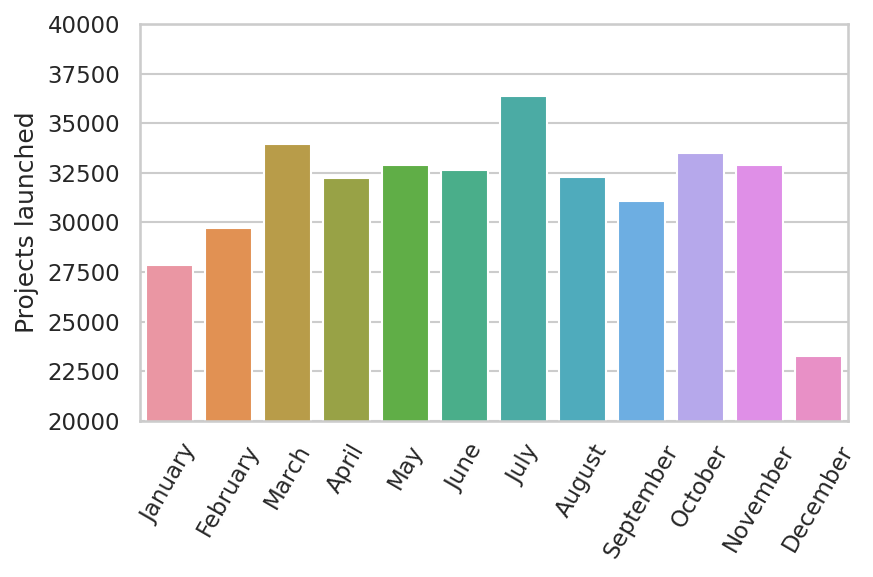 40000
37500
35000
32500
30000
27500
25000
22500
20000
Projects launched
January
February
March
April
May
June
July
August
September
October
November
December